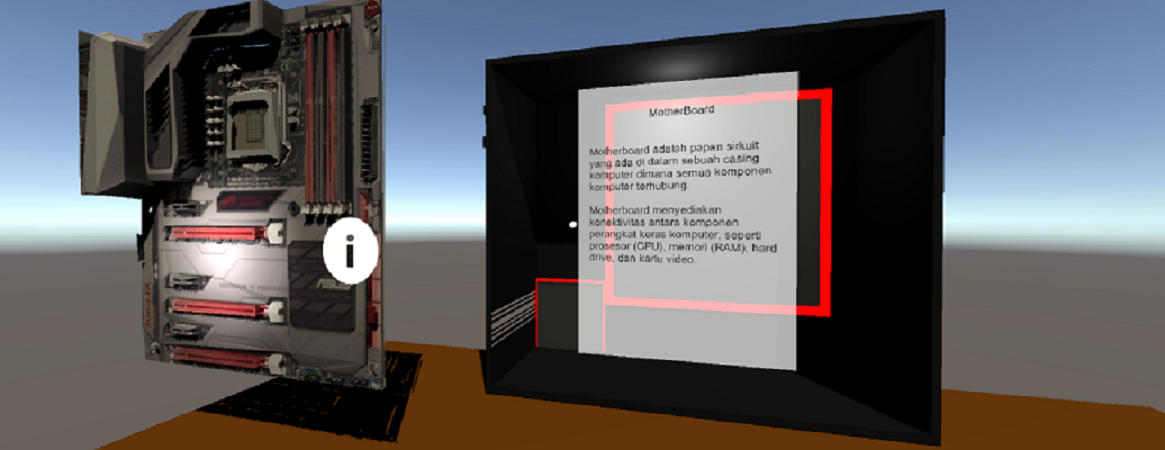 MotherBoard
Motherboard adalah papan sirkuit
yang ada di dalam sebuah casing
komputer dimana semua komponen
komputer terhubung.
Motherboard menyediakan
konektivitas antara komponen
perangkat keras komputer, seperti
prosesor (CPU), memori (RAM), hard
drive, dan kartu video.
i